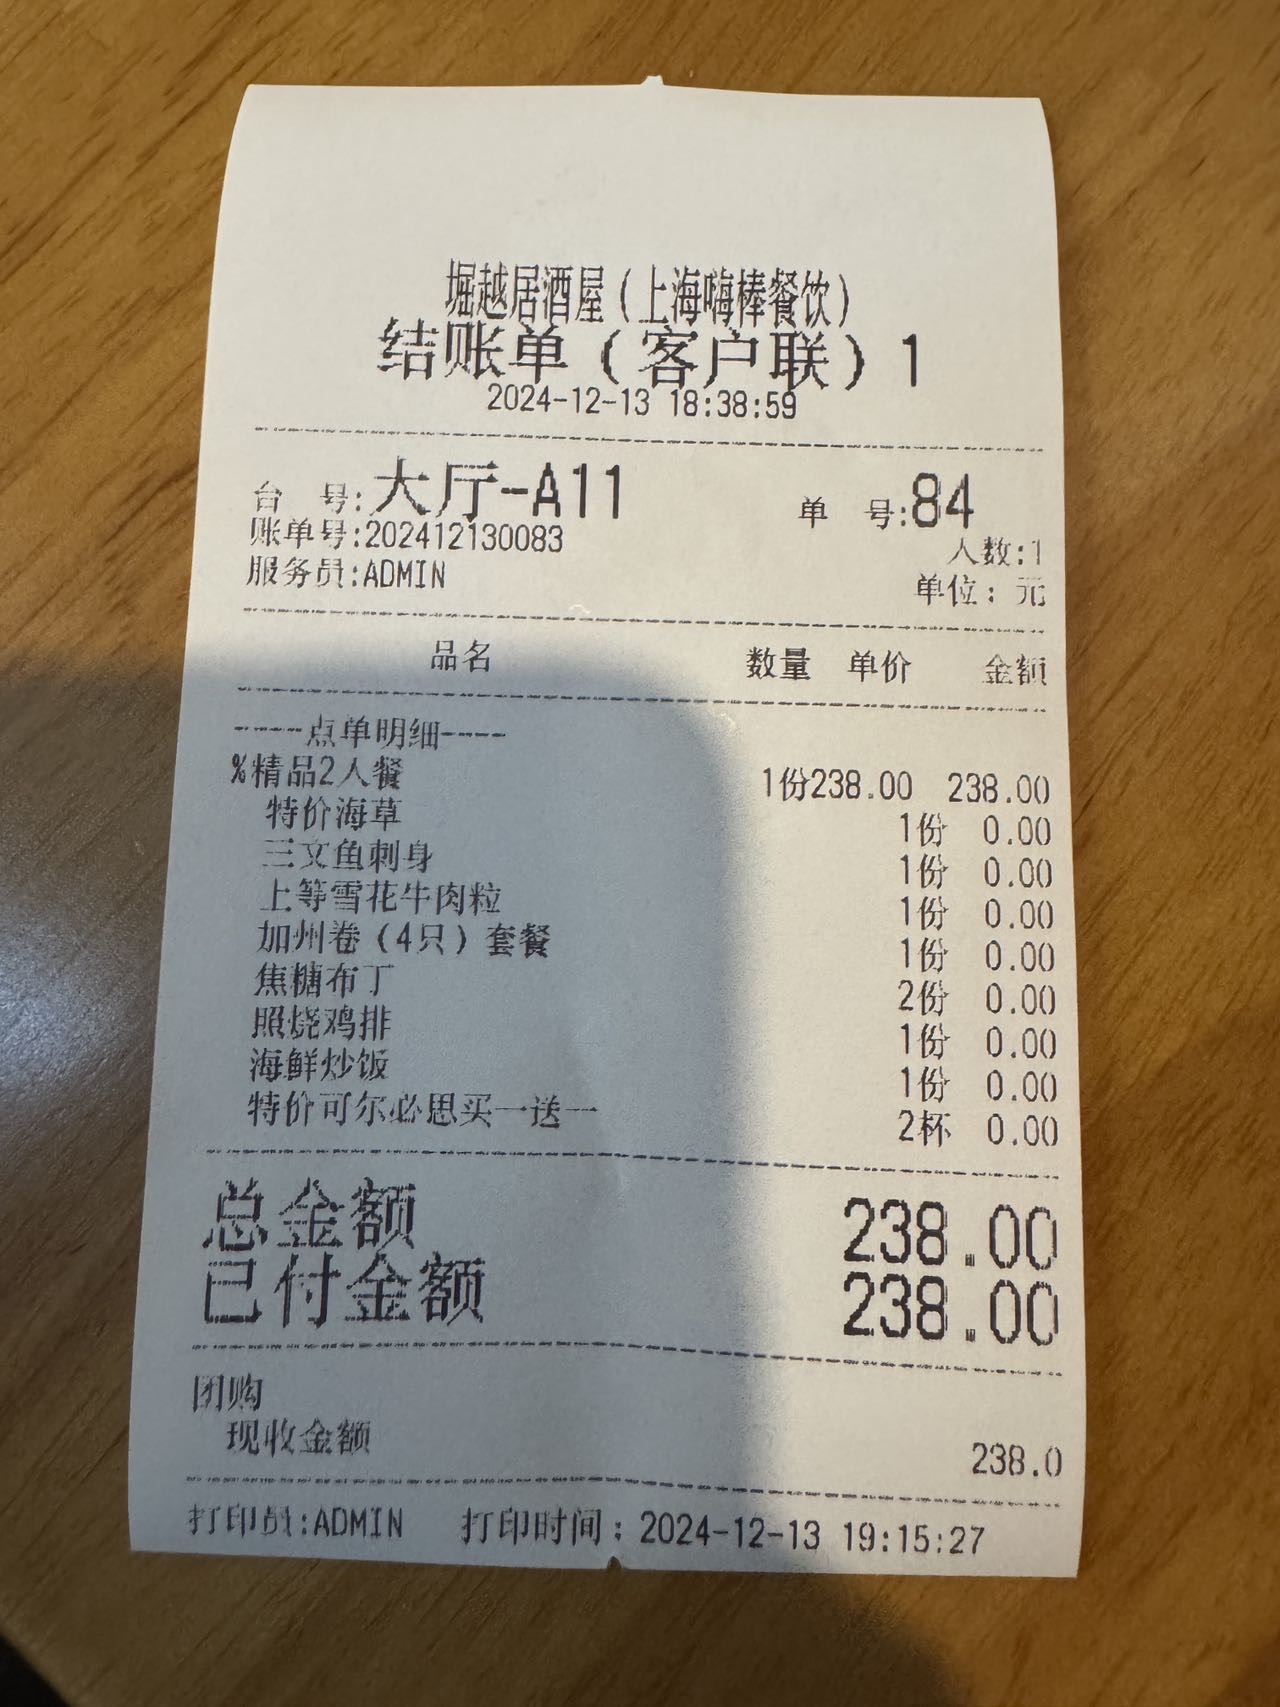 堀越居酒屋(上海嗨棒餐饮)
结账单(客户联)1
2024-12-13 18:38:59
台 号:大厅-A11 单 号:84
账单号:202412130083 人数:1
服务员:ADMIN 单位:元
品名 数量 单价 金额
-----点单明细-----
%精品2人餐 1份238.00 238.00
特价海草 1份 0.00
三文鱼刺身 1份 0.00
上等雪花牛肉粒 1份 0.00
加州卷(4只)套餐 1份 0.00
焦糖布丁 2份 0.00
照烧鸡排 1份 0.00
海鲜炒饭 1份 0.00
特价可尔必思买一送一 2杯 0.00
总金额 238.00
已付金额 238.00
团购
现收金额 238.0
打印员:ADMIN 打印时间:2024-12-13 19:15:27